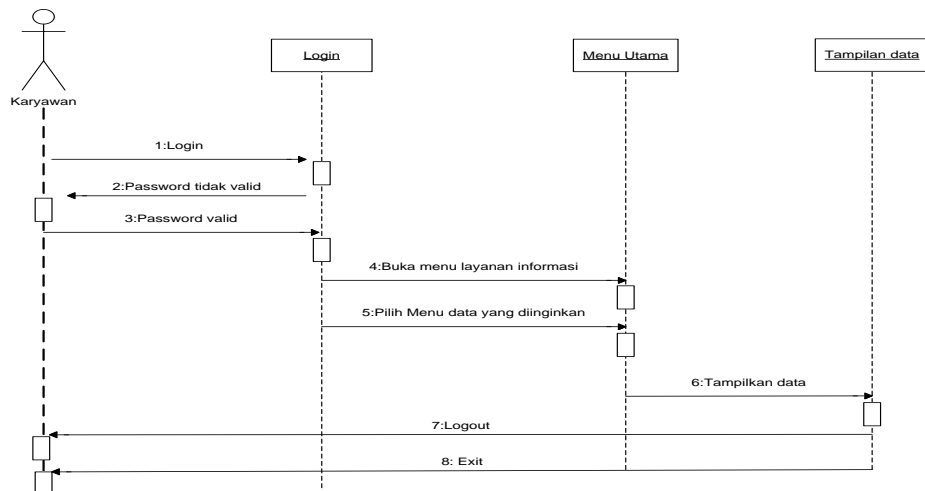 Login
Menu Utama
Tampilan data
Karyawan
1:Login
2:Password tidak valid
3:Password valid
4:Buka menu layanan informasi
5:Pilih Menu data yang diinginkan
6:Tampilkan data
7:Logout
8: Exit